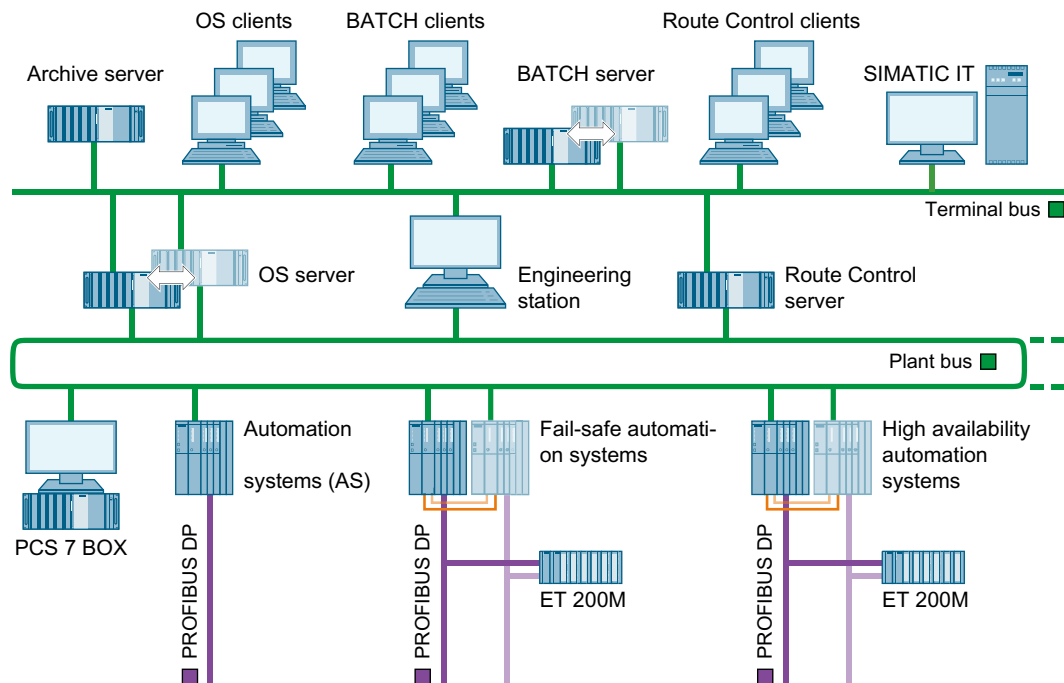 OS clients
BATCH clients
Route Control clients
Archive server
BATCH server
SIMATIC IT
Terminal bus
OS server
Engineering
station
Route Control
server
Plant bus
Automation
systems (AS)
Fail-safe automati-
on systems
High availability
automation
systems
PCS 7 BOX
PROFIBUS DP
PROFIBUS DP
ET 200M
PROFIBUS DP
ET 200M